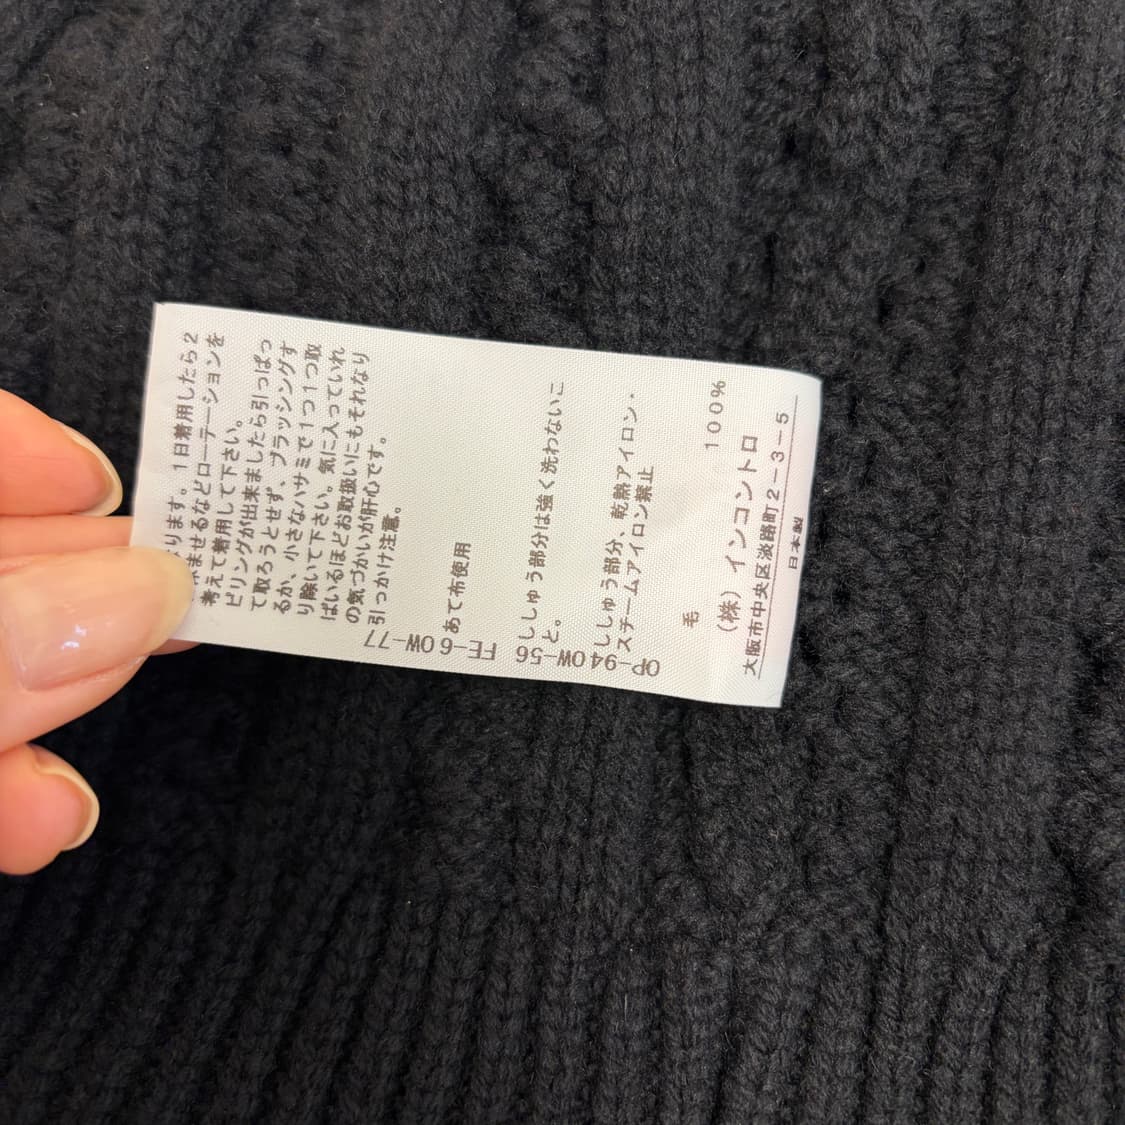 ります。1日着用したら2
ませるなどローテーションを
考えて着用して下さい。
ピリングが出来ましたら引っぱっ
て取ろうとせず、ブラッシングす
るか、小さなハサミで1つ1つ取
り除いて下さい。気に入っていれ
ばいるほどお取扱いにもそれなり
の気づかいが肝心です。
引っかけ注意。
OW-77
あて布使用
FF-6
ししゅう部分は強く洗わないこ
と。
OW-56
ししゅう部分、乾熱アイロン・
スチームアイロン禁止
OP-94
毛 100%
(株)インコントロ
大阪市中央区淡路町2-3-5
日本製